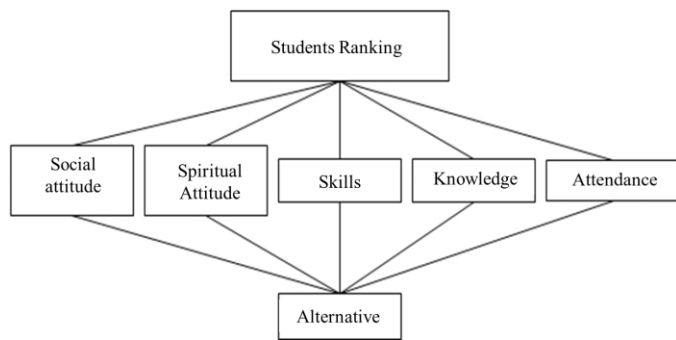 Students Ranking
Social
attitude
Spiritual
Attitude
Skills
Knowledge
Attendance
Alternative